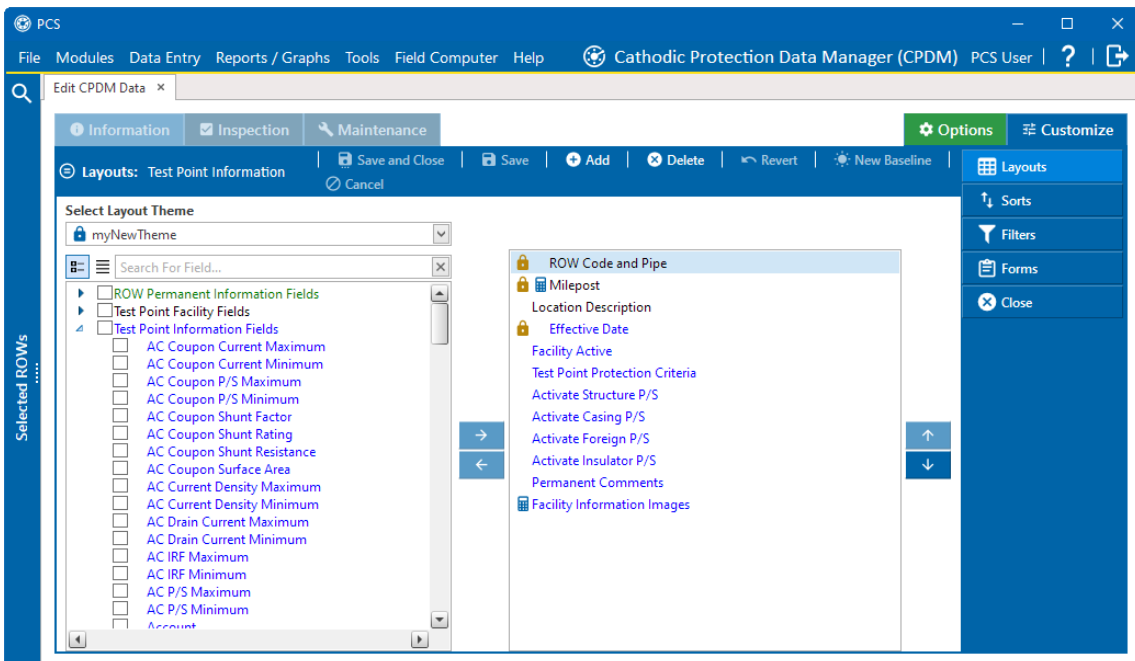 PCS
File Modules Data Entry Reports / Graphs Tools Field Computer Help Cathodic Protection Data Manager (CPDM) PCS User ?
Edit CPDM Data ×
Information Inspection Maintenance Options Customize
Layouts: Test Point Information Save and Close Save Add Delete Revert New Baseline
Cancel
Layouts
Sorts
Filters
Forms
Close
Select Layout Theme
myNewTheme
Search For Field...
ROW Permanent Information Fields
Test Point Facility Fields
Test Point Information Fields
AC Coupon Current Maximum
AC Coupon Current Minimum
AC Coupon P/S Maximum
AC Coupon P/S Minimum
AC Coupon Shunt Factor
AC Coupon Shunt Rating
AC Coupon Shunt Resistance
AC Coupon Surface Area
AC Current Density Maximum
AC Current Density Minimum
AC Drain Current Maximum
AC Drain Current Minimum
AC IRF Maximum
AC IRF Minimum
AC P/S Maximum
AC P/S Minimum
Account
ROW Code and Pipe
Milepost
Location Description
Effective Date
Facility Active
Test Point Protection Criteria
Activate Structure P/S
Activate Casing P/S
Activate Foreign P/S
Activate Insulator P/S
Permanent Comments
Facility Information Images
Selected ROWs